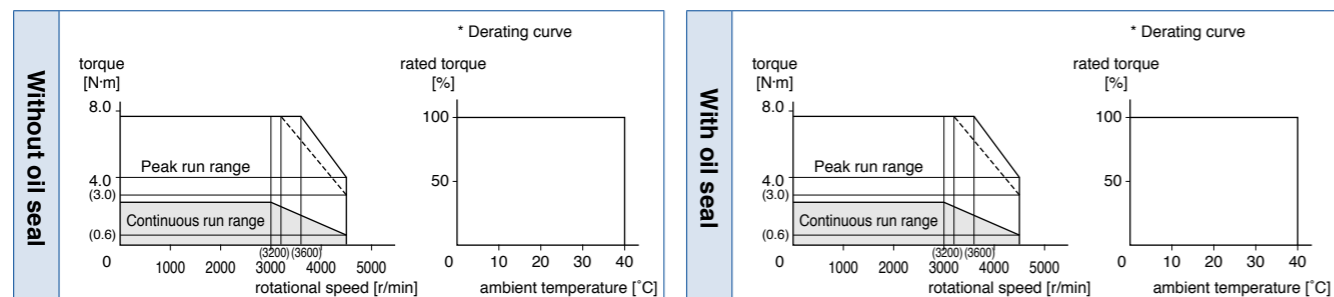 Without oil seal
* Derating curve
torque
[N·m]
8.0
4.0
(3.0)
(0.6)
0
Peak run range
Continuous run range
(3200) (3600)
1000 2000 3000 4000 5000
rotational speed [r/min]
rated torque
[%]
100
50
0 10 20 30 40
ambient temperature [˚C]
With oil seal
* Derating curve
torque
[N·m]
8.0
4.0
(3.0)
(0.6)
0
Peak run range
Continuous run range
(3200) (3600)
1000 2000 3000 4000 5000
rotational speed [r/min]
rated torque
[%]
100
50
0 10 20 30 40
ambient temperature [˚C]